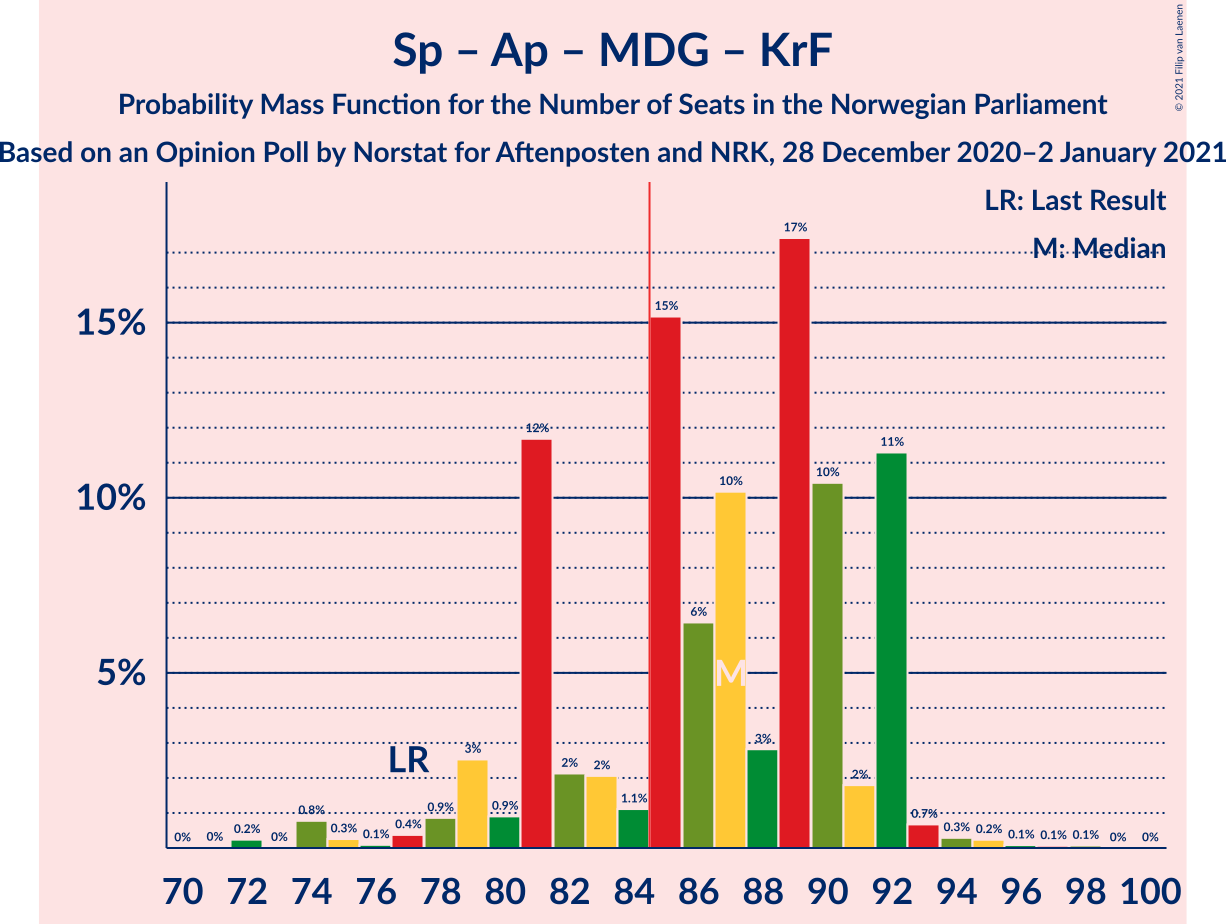 Sp – Ap – MDG – KrF
Probability Mass Function for the Number of Seats in the Norwegian Parliament
Based on an Opinion Poll by Norstat for Aftenposten and NRK, 28 December 2020–2 January 2021
© 2021 Filip van Laenen
LR: Last Result
M: Median
15%
10%
5%
0% 0% 0.2% 0% 0.8% 0.3% 0.1% 0.4% 0.9% 3% 0.9% 12% 2% 2% 1.1% 15% 6% 10% 3% 17% 10% 2% 11% 0.7% 0.3% 0.2% 0.1% 0.1% 0.1% 0% 0%
LR
M
70 72 74 76 78 80 82 84 86 88 90 92 94 96 98 100